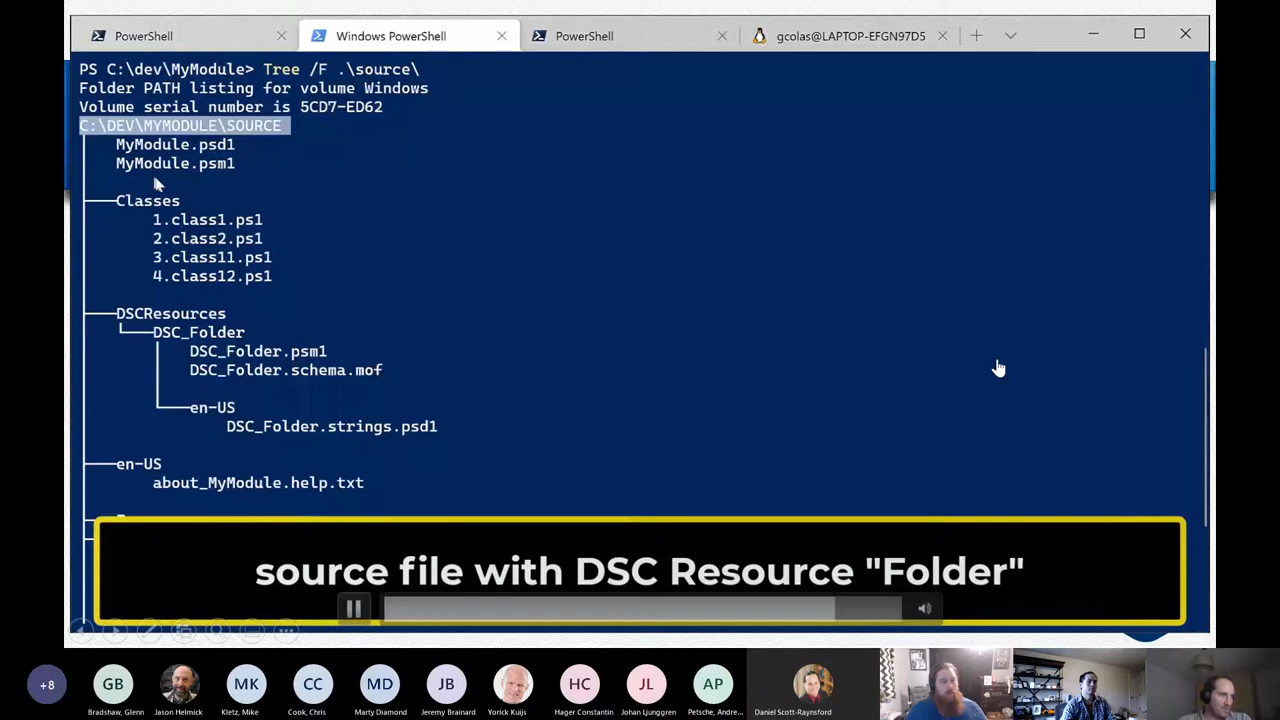 PowerShell
Windows PowerShell
PowerShell
gcolas@LAPTOP-EFGN97D5
PS C:\dev\MyModule> Tree /F .\source\
Folder PATH listing for volume Windows
Volume serial number is 5CD7-ED62
C:\DEV\MYMODULE\SOURCE
MyModule.psd1
MyModule.psm1
Classes
1.class1.ps1
2.class2.ps1
3.class11.ps1
4.class12.ps1
DSCResources
DSC_Folder
DSC_Folder.psm1
DSC_Folder.schema.mof
en-US
DSC_Folder.strings.psd1
en-US
about_MyModule.help.txt
source file with DSC Resource "Folder"
+8
GB
MK
CC
MD
JB
HC
JL
AP
Bradshaw, Glenn
Jason Helmick
Kletz, Mike
Cook, Chris
Marty Diamond
Jeremy Brainard
Yorick Kuijs
Hager Constantin
Johan Ljunggren
Petsche, Andre...
Daniel Scott-Raynsford